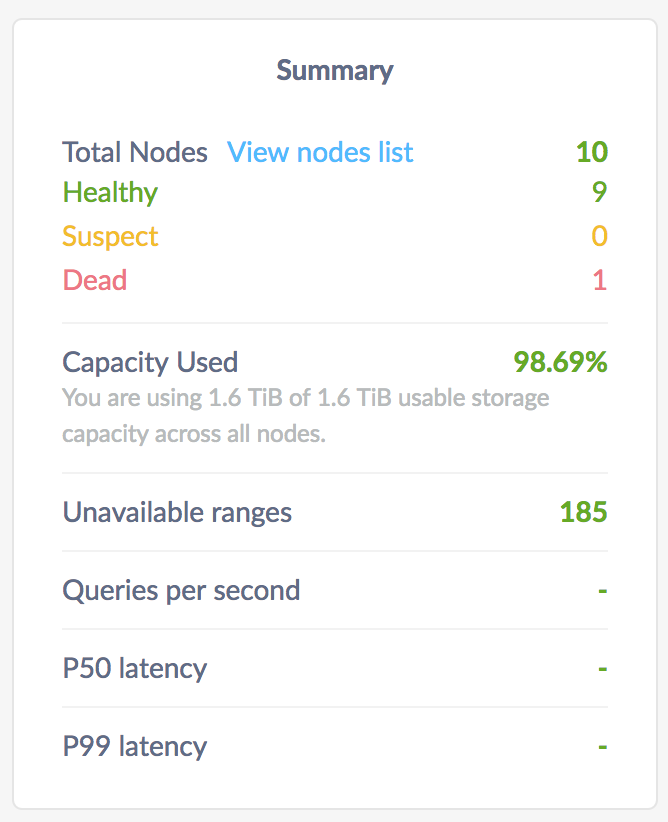 Summary
Total Nodes View nodes list 10
Healthy 9
Suspect 0
Dead 1
Capacity Used 98.69%
You are using 1.6 TiB of 1.6 TiB usable storage
capacity across all nodes.
Unavailable ranges 185
Queries per second -
P50 latency -
P99 latency -